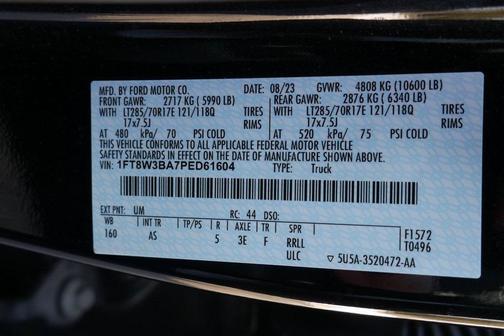 MFD. BY FORD MOTOR CO. 08/23 GVWR: 4808 KG (10600 LB)
FRONT GAWR: 2717 KG (5990 LB) REAR GAWR: 2876 KG (6340 LB)
LT285/70R17E 121/118Q TIRES LT285/70R17E 121/118Q TIRES
17x7.5J RIMS 17x7.5J RIMS
AT 480 kPa/ 70 PSI COLD AT 520 kPa/ 75 PSI COLD
THIS VEHICLE CONFORMS TO ALL APPLICABLE FEDERAL MOTOR VEHICLE
SAFETY STANDARDS IN EFFECT ON THE DATE OF MANUFACTURE SHOWN ABOVE.
VIN: 1FT8W3BA7PED61604 TYPE: Truck
EXT PNT: UM RC: 44 DSO:
WB INT TR TP/PS R AXLE TR SPR F1572
160 AS 5 3E F RRLL T0496
ULC ▽ 5U5A-3520472-AA